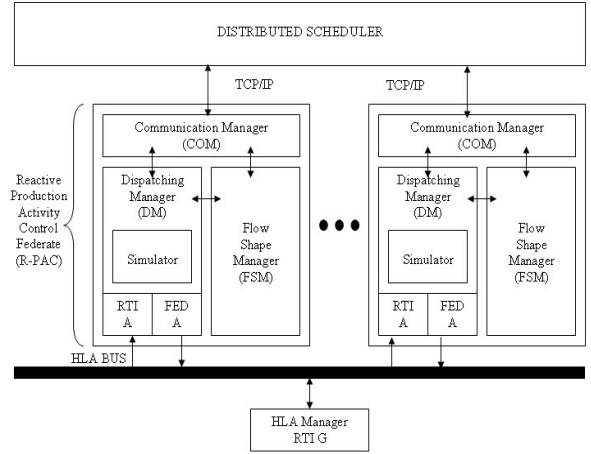 DISTRIBUTED SCHEDULER
TCP/IP
TCP/IP
Communication Manager
(COM)
Communication Manager
(COM)
Reactive
Production
Activity
Control
Federate
(R-PAC)
Dispatching
Manager
(DM)
Simulator
Flow
Shape
Manager
(FSM)
RTI
A
FED
A
Dispatching
Manager
(DM)
Simulator
Flow
Shape
Manager
(FSM)
RTI
A
FED
A
HLA BUS
HLA Manager
RTI G